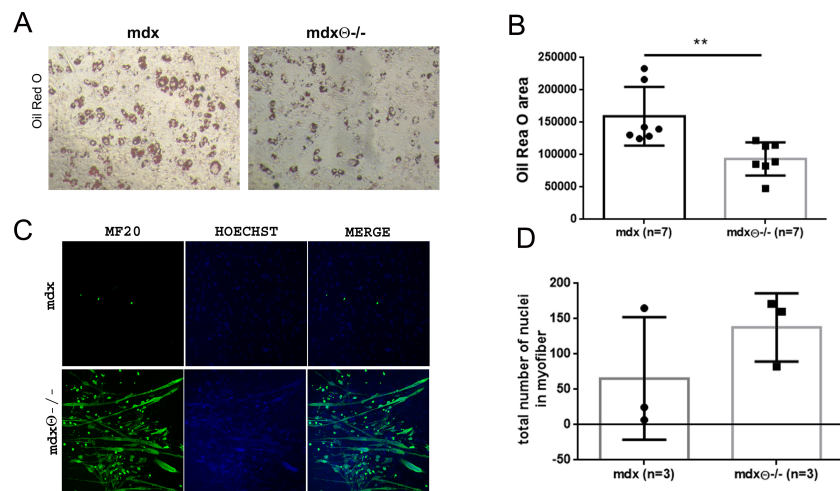 A
mdx
mdxΘ-/-
Oil Red O
B
**
Oil Rea O area
250000
200000
150000
100000
50000
0
mdx (n=7)
mdxΘ-/- (n=7)
C
MF20
HOECHST
MERGE
mdx
mdxΘ-/-
D
total number of nuclei
in myofiber
200
150
100
50
0
-50
mdx (n=3)
mdxΘ-/- (n=3)